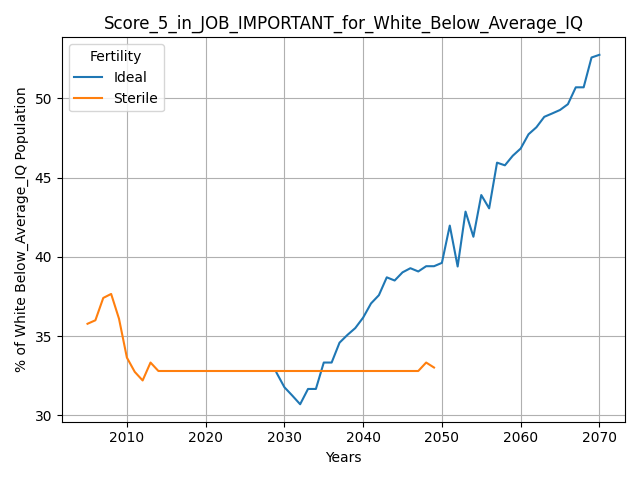 Score_5_in_JOB_IMPORTANT_for_White_Below_Average_IQ
Fertility
Ideal
Sterile
% of White Below_Average_IQ Population
50
45
40
35
30
2010 2020 2030 2040 2050 2060 2070
Years